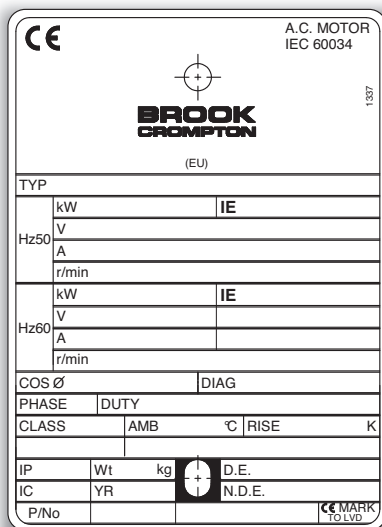 CE A.C. MOTOR
IEC 60034
1337
BROOK
CROMPTON
(EU)
TYP
Hz50
kW IE
V
A
r/min
Hz60
kW IE
V
A
r/min
COS Ø DIAG
PHASE DUTY
CLASS AMB °C RISE K
IP Wt kg D.E.
IC YR N.D.E.
P/No CE MARK
TO LVD